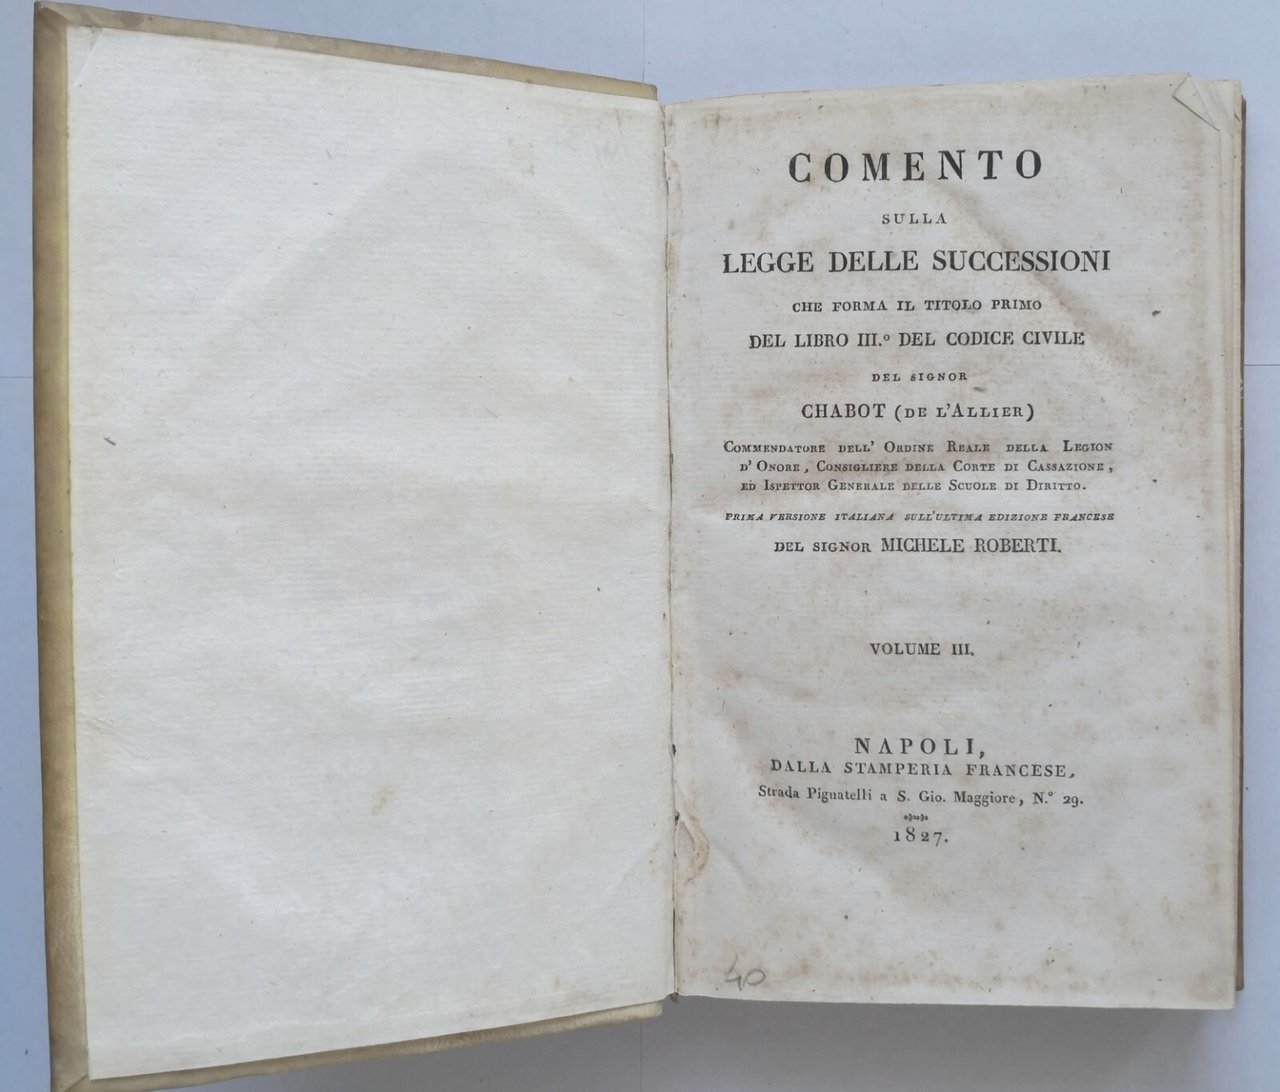 COMENTO
SULLA
LEGGE DELLE SUCCESSIONI
CHE FORMA IL TITOLO PRIMO
DEL LIBRO III.º DEL CODICE CIVILE
DEL SIGNOR
CHABOT (DE L'ALLIER)
COMMENDATORE DELL' ORDINE REALE DELLA LEGION
D' ONORE, CONSIGLIERE DELLA CORTE DI CASSAZIONE,
ED ISPETTOR GENERALE DELLE SCUOLE DI DIRITTO.
PRIMA VERSIONE ITALIANA SULL'ULTIMA EDIZIONE FRANCESE
DEL SIGNOR MICHELE ROBERTI.
VOLUME III.
NAPOLI,
DALLA STAMPERIA FRANCESE,
Strada Pignatelli a S. Gio. Maggiore, N.º 29.
1827.
40